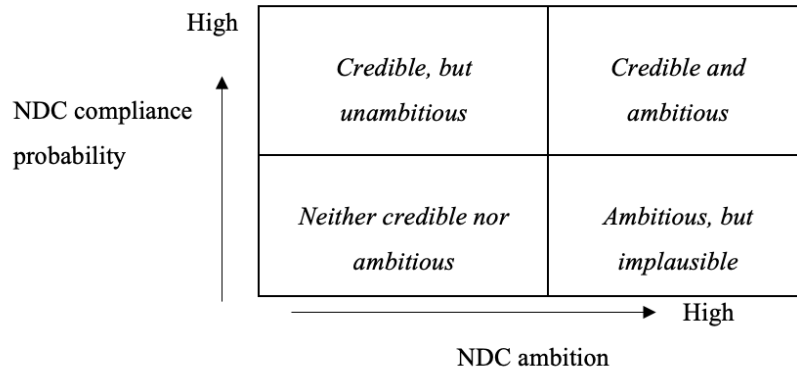 High
NDC compliance
probability
Credible, but
unambitious
Credible and
ambitious
Neither credible nor
ambitious
Ambitious, but
implausible
High
NDC ambition